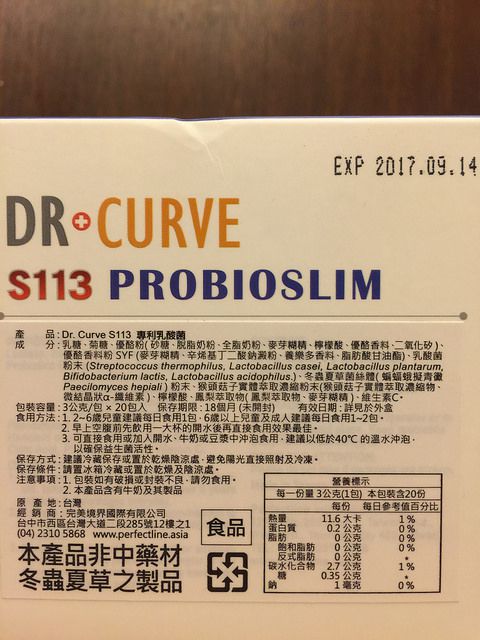 EXP 2017.09.14
DR CURVE
S113 PROBIOSLIM
產 品：Dr. Curve S113 專利乳酸菌
成 分：乳糖、菊糖、優酪粉(砂糖、脫脂奶粉、全脂奶粉、麥芽糊精、檸檬酸、優酪香料、二氧化矽)、
優酪香料粉 SYF (麥芽糊精、辛烯基丁二酸鈉澱粉、養樂多香料、脂肪酸甘油酯)、乳酸菌
粉末 (Streptococcus thermophilus, Lactobacillus casei, Lactobacillus plantarum,
Bifidobacterium lactis, Lactobacillus acidophilus.)、冬蟲夏草菌絲體(蝙蝠蛾擬青黴
Paecilomyces hepiali) 粉末、猴頭菇子實體萃取濃縮粉末(猴頭菇子實體萃取濃縮物、
微結晶狀α-纖維素)、檸檬酸、鳳梨萃取物(鳳梨萃取物、麥芽糊精)、維生素C。
包裝容量：3公克/包 × 20包入 保存期限：18個月(未開封) 有效日期：詳見於外盒
食用方法：1. 2~6歲兒童建議每日食用1包，6歲以上兒童及成人建議每日食用1~2包。
2. 早上空腹前先飲用一大杯的開水後再直接食用效果最佳。
3. 可直接食用或加入開水、牛奶或豆漿中沖泡食用，建議以低於40℃ 的溫水沖泡，
以確保益生菌活性。
保存方式：建議冷藏保存或置於乾燥陰涼處，避免陽光直接照射及冷凍。
保存條件：請置冰箱冷藏或置於乾燥及陰涼處。
注意事項：1. 包裝如有破損或封裝不良，請勿食用。
2. 本產品含有牛奶及其製品
原 產 地：台灣
經 銷 商：完美境界國際有限公司
台中市西區台灣大道二段285號12樓之1
(04) 2310 5868 www.perfectline.asia
本產品非中藥材
冬蟲夏草之製品
食品
營養標示
每一份量 3公克(1包) 本包裝含20份
每份 每日參考值百分比
熱量 11.6 大卡 1%
蛋白質 0.2 公克 0%
脂肪 0 公克 0%
飽和脂肪 0 公克 0%
反式脂肪 0 公克 *
碳水化合物 2.7 公克 1%
糖 0.35 公克 *
鈉 1 毫克 0%